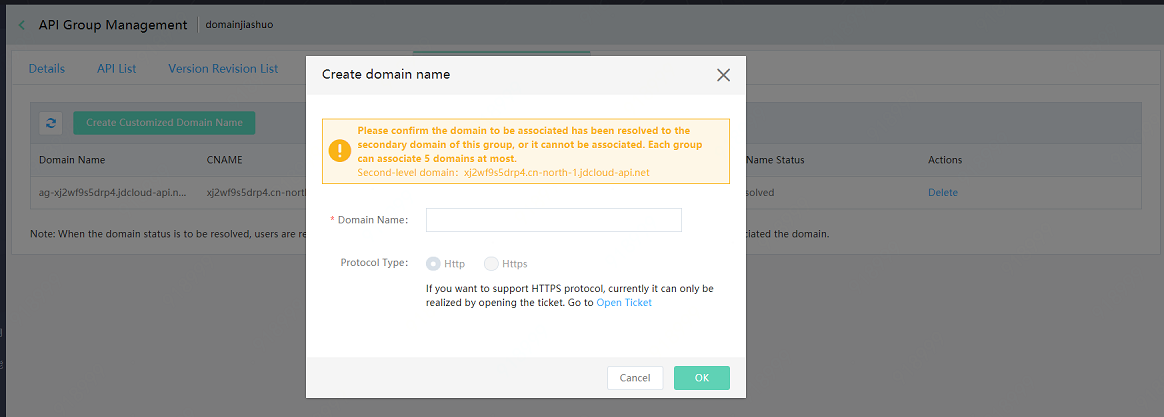 API Group Management domainjiashuo
Details API List Version Revision List
Create domain name
Create Customized Domain Name
Please confirm the domain to be associated has been resolved to the
secondary domain of this group, or it cannot be associated. Each group
can associate 5 domains at most.
Second-level domain: xj2wf9s5drp4.cn-north-1.jdcloud-api.net
Domain Name CNAME Name Status Actions
ag-xj2wf9s5drp4.jdcloud-api.n... xj2wf9s5drp4.cn-nort solved Delete
* Domain Name:
Note: When the domain status is to be resolved, users are re ciated the domain.
Protocol Type: Http Https
If you want to support HTTPS protocol, currently it can only be
realized by opening the ticket. Go to Open Ticket
Cancel OK